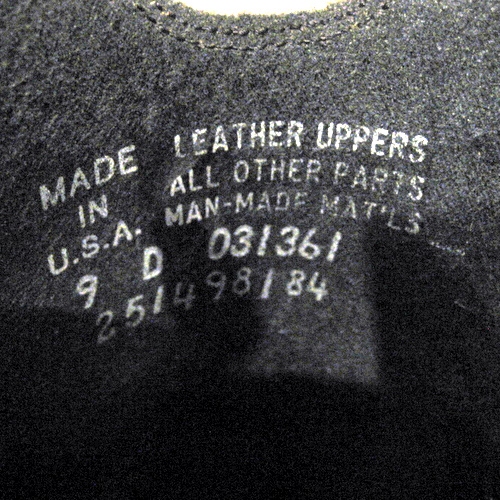 MADE
IN
U.S.A.
LEATHER UPPERS
ALL OTHER PARTS
MAN-MADE MAT'LS
9 D 031361
251498184